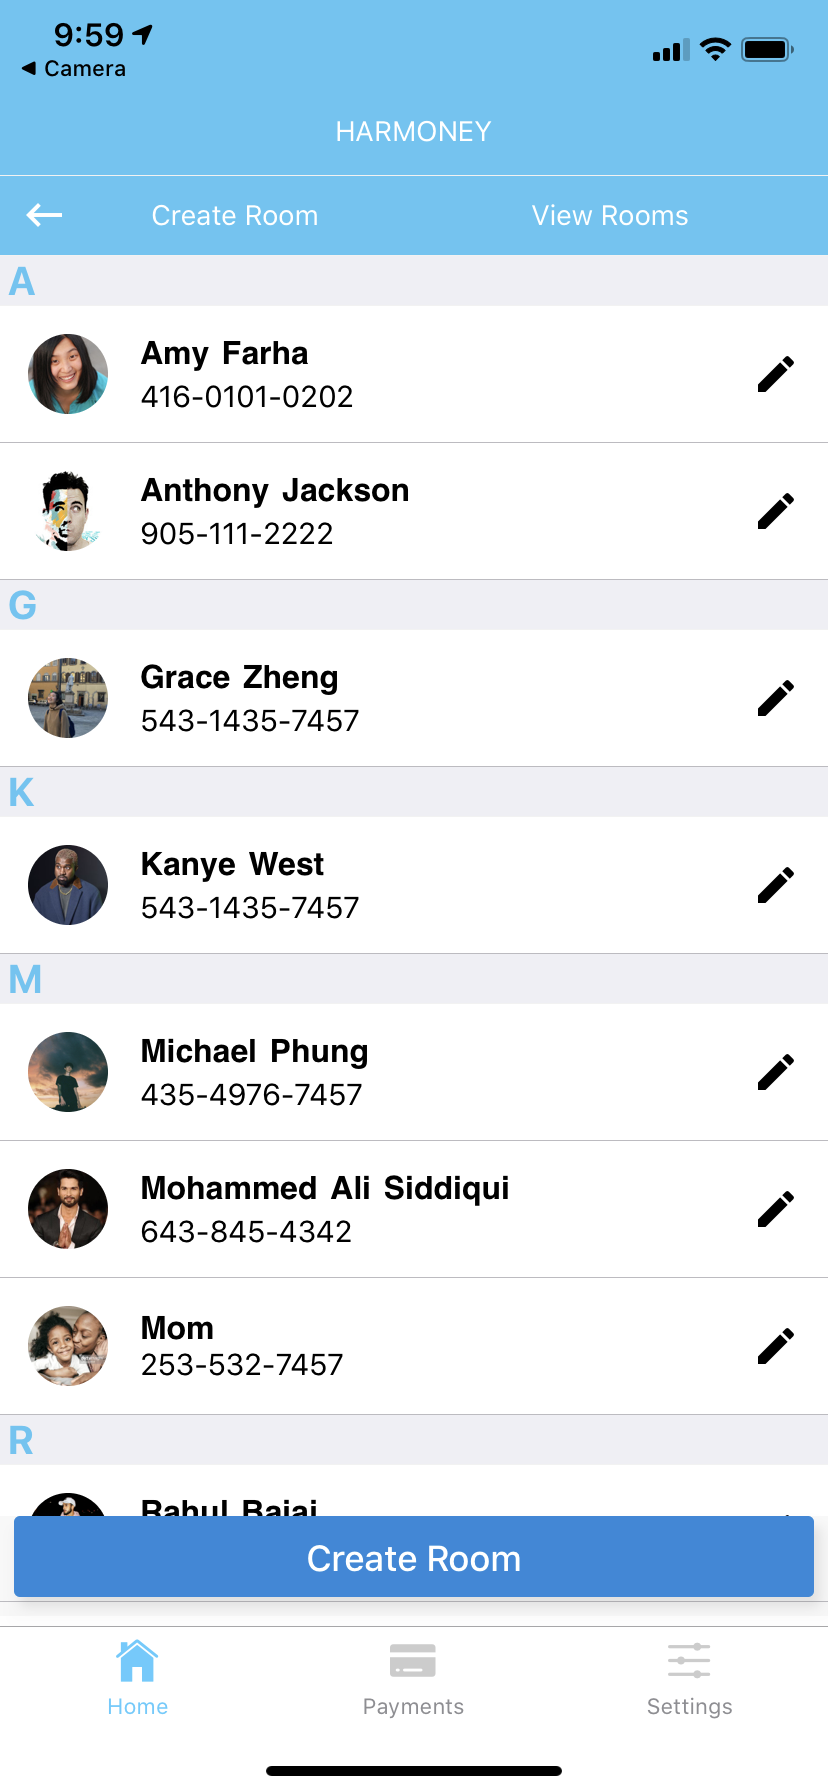 9:59
◀ Camera
HARMONEY
Create Room
View Rooms
A
Amy Farha
416-0101-0202
Anthony Jackson
905-111-2222
G
Grace Zheng
543-1435-7457
K
Kanye West
543-1435-7457
M
Michael Phung
435-4976-7457
Mohammed Ali Siddiqui
643-845-4342
Mom
253-532-7457
R
Rahul Bajaj
Create Room
Home
Payments
Settings